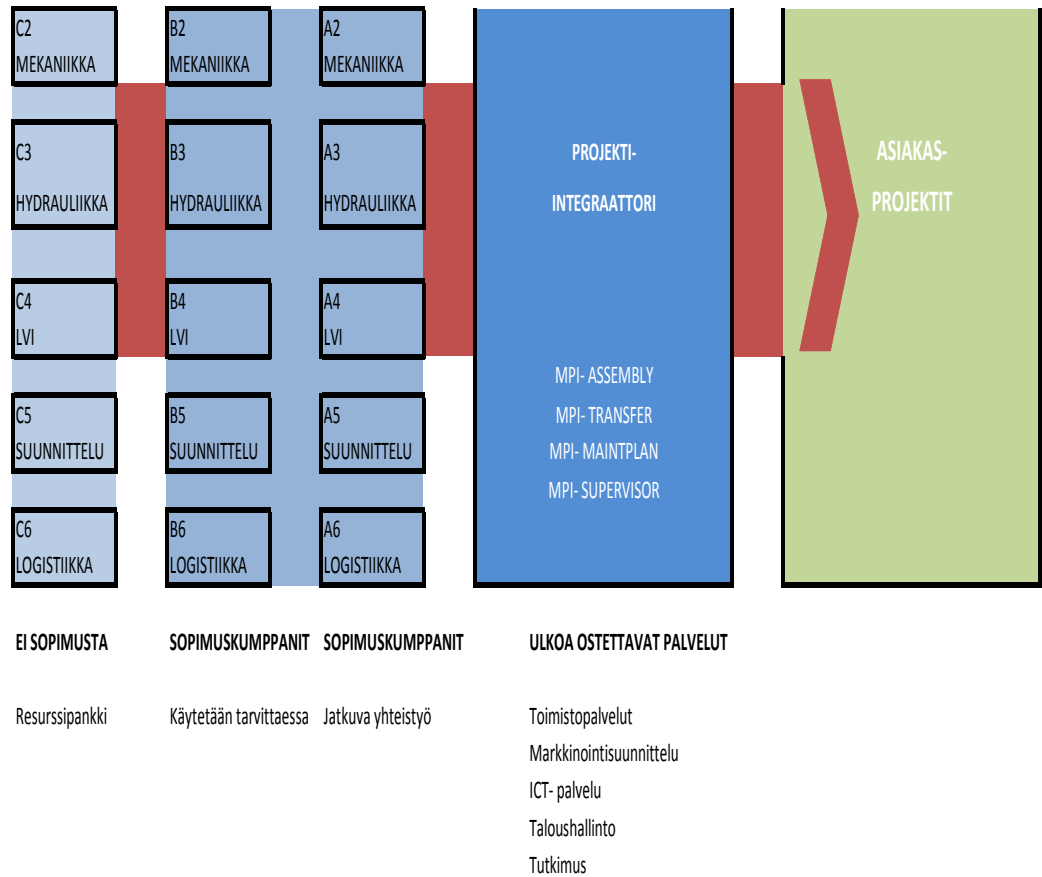 C2
MEKANIIKKA
B2
MEKANIIKKA
A2
MEKANIIKKA
C3
HYDRAULIIKKA
B3
HYDRAULIIKKA
A3
HYDRAULIIKKA
PROJEKTI-
INTEGRAATTORI
ASIAKAS-
PROJEKTIT
C4
LVI
B4
LVI
A4
LVI
MPI- ASSEMBLY
MPI- TRANSFER
MPI- MAINTPLAN
MPI- SUPERVISOR
C5
SUUNNITTELU
B5
SUUNNITTELU
A5
SUUNNITTELU
C6
LOGISTIIKKA
B6
LOGISTIIKKA
A6
LOGISTIIKKA
EI SOPIMUSTA
Resurssipankki
SOPIMUSKUMPPANIT
Käytetään tarvittaessa
SOPIMUSKUMPPANIT
Jatkuva yhteistyö
ULKOA OSTETTAVAT PALVELUT
Toimistopalvelut
Markkinointisuunnittelu
ICT- palvelu
Taloushallinto
Tutkimus